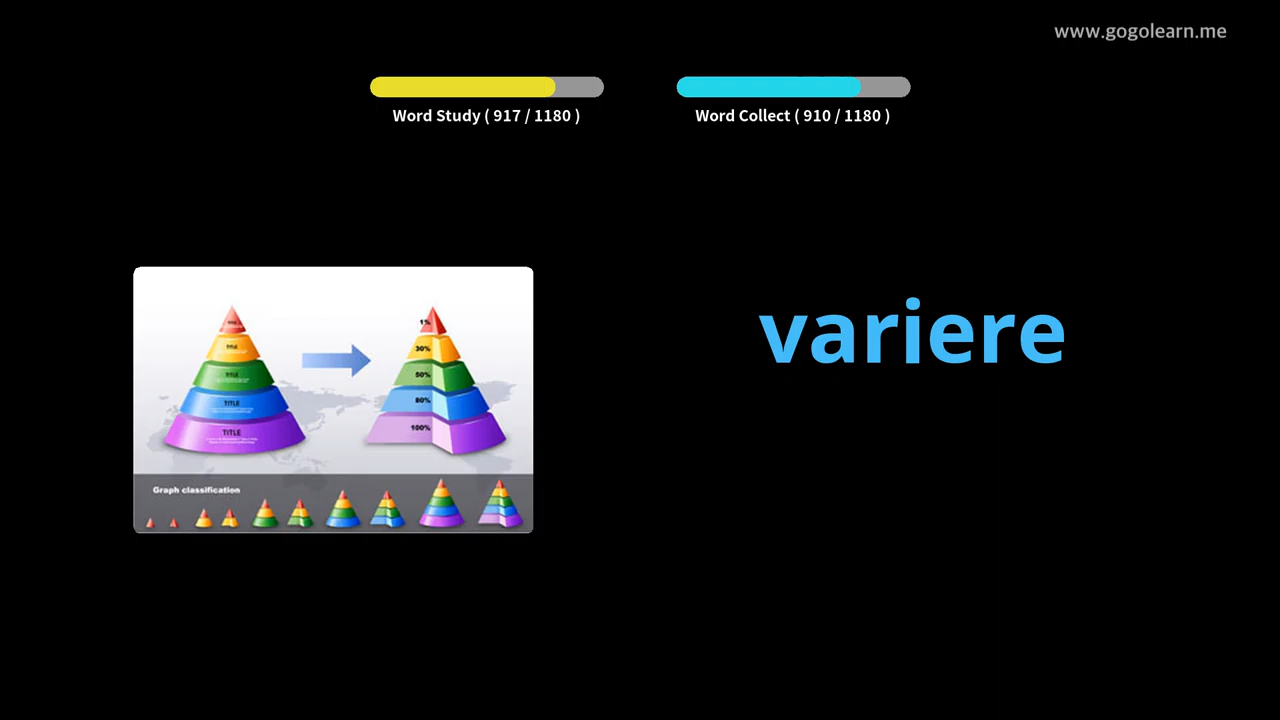 www.gogolearn.me
Word Study ( 917 / 1180 )
Word Collect ( 910 / 1180 )
variere
TITLE
TITLE
TITLE
TITLE
1%
30%
50%
80%
100%
Graph classification